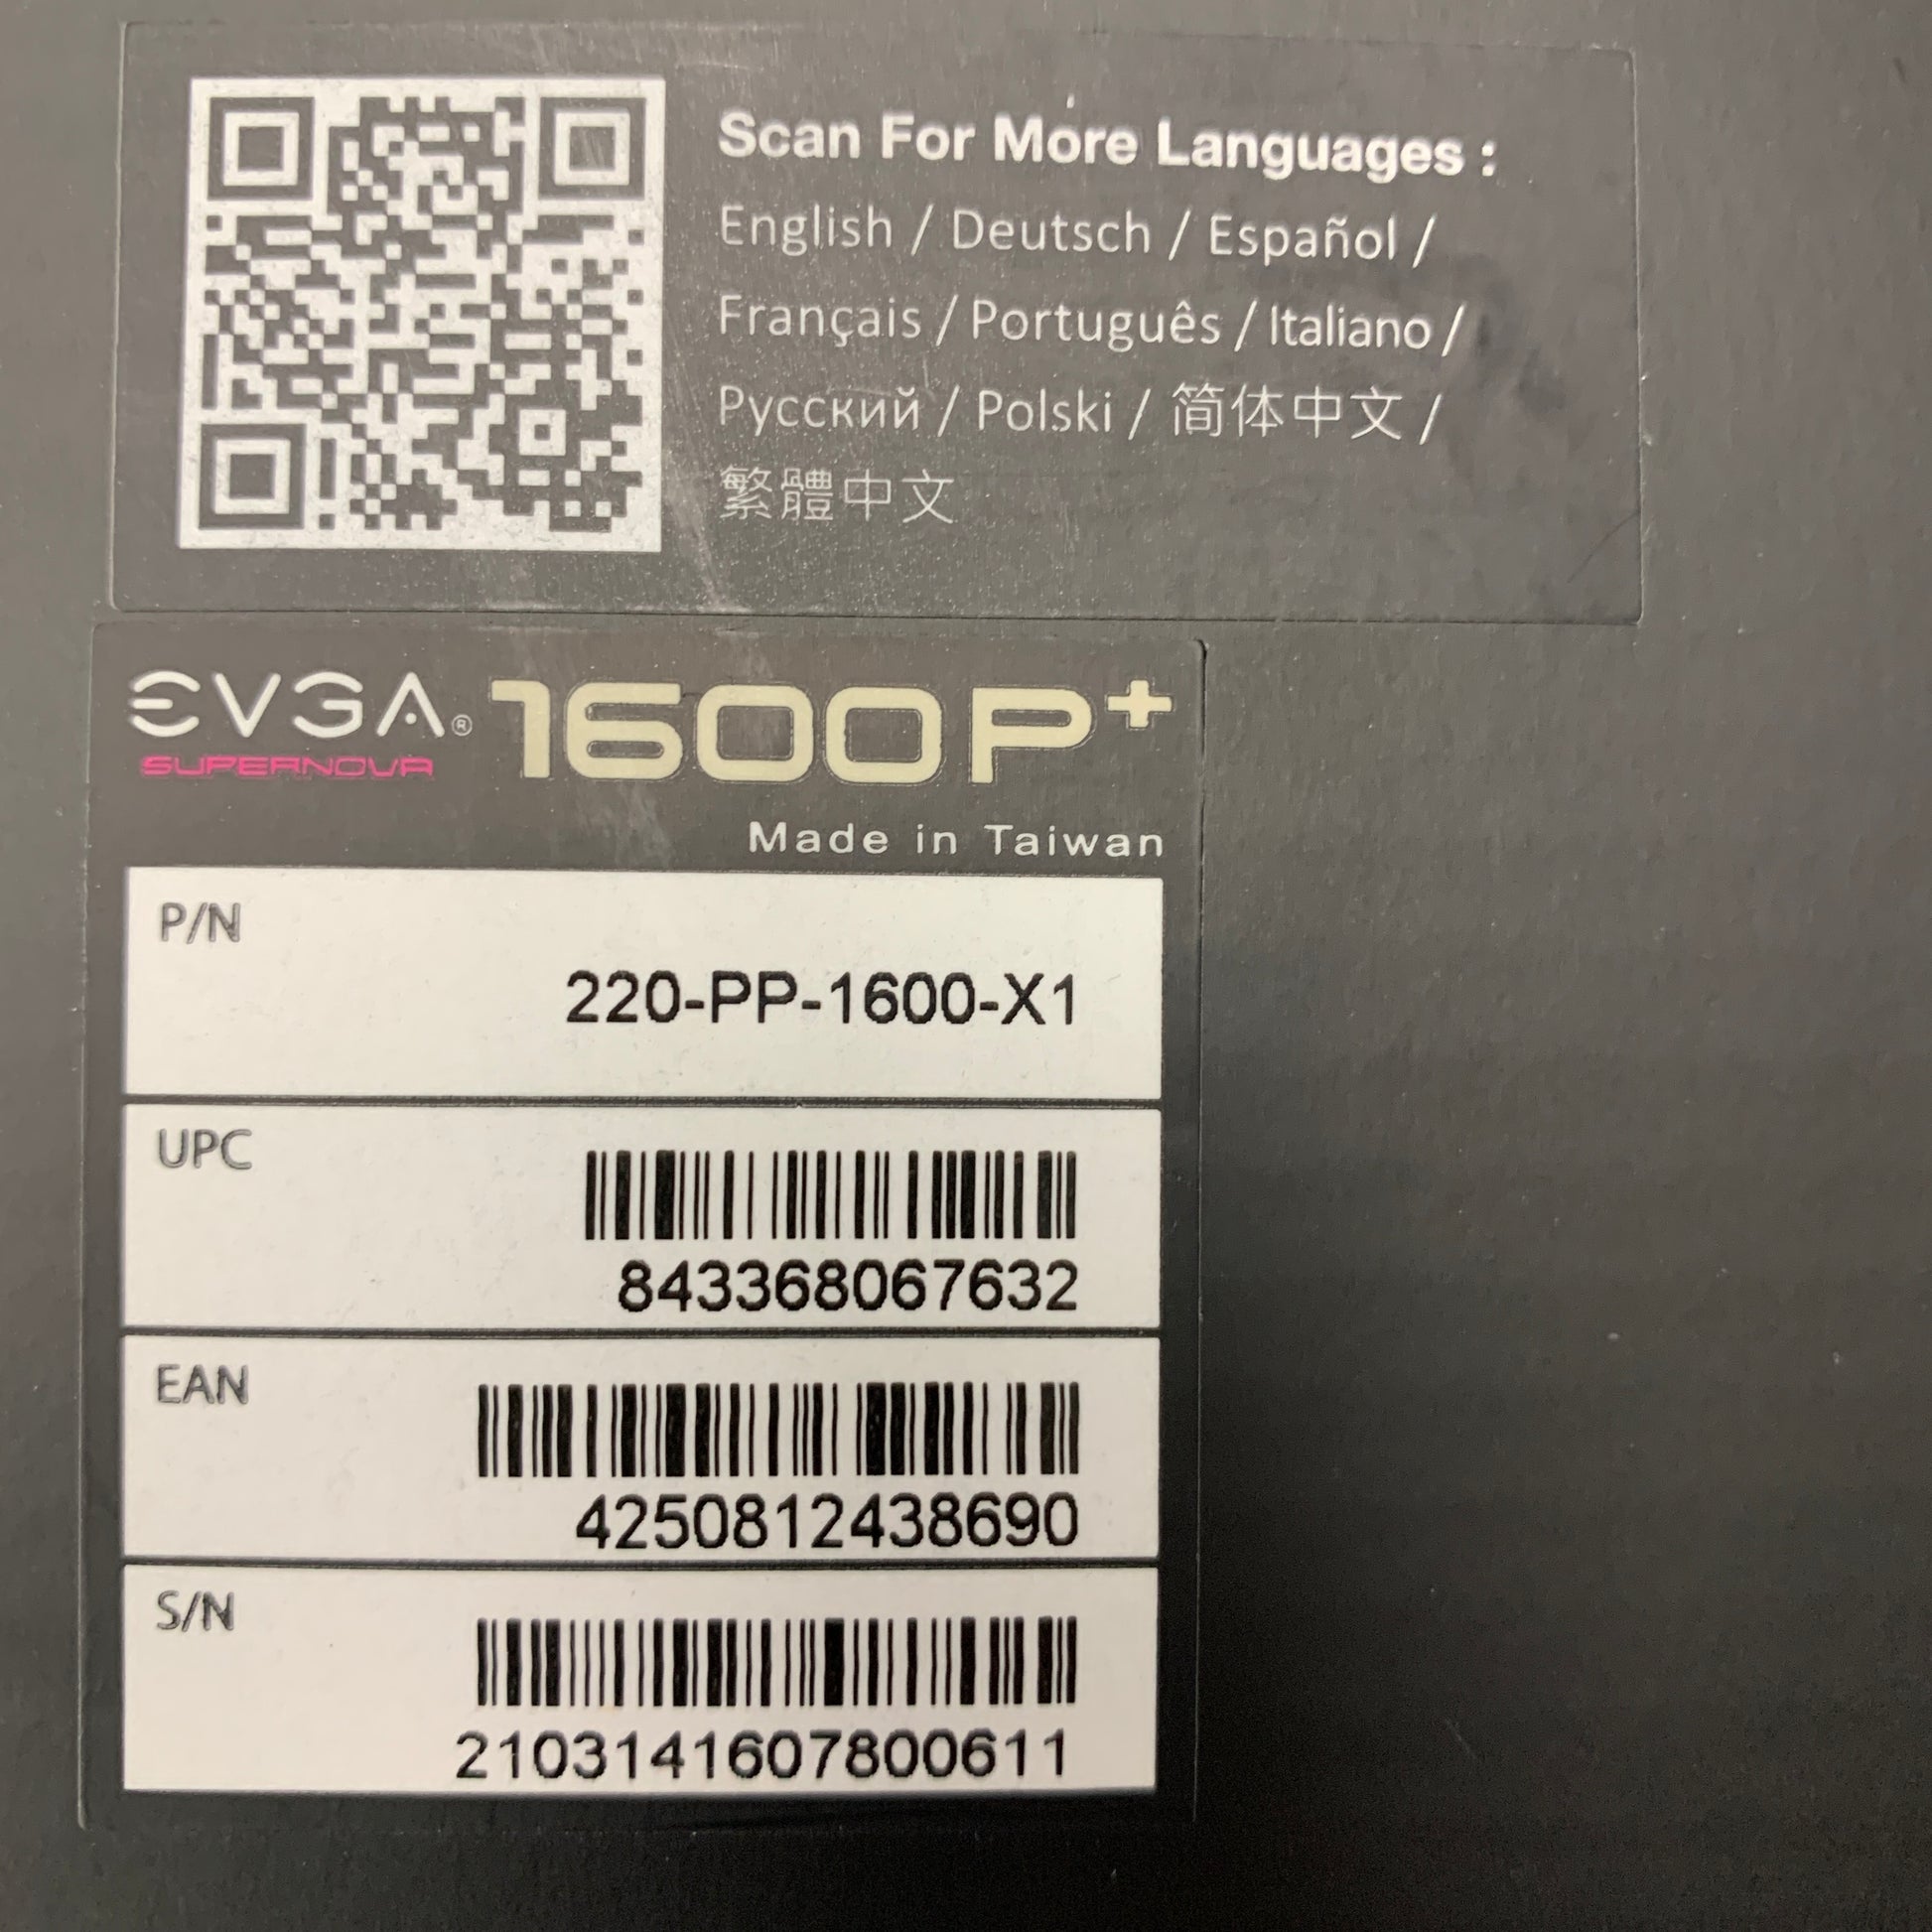 Scan For More Languages :
English / Deutsch / Español /
Français / Português / Italiano /
Русский / Polski / 简体中文 /
繁體中文
EVGA® 1600 P+
SUPERNOVA
Made in Taiwan
P/N
220-PP-1600-X1
UPC
843368067632
EAN
4250812438690
S/N
2103141607800611